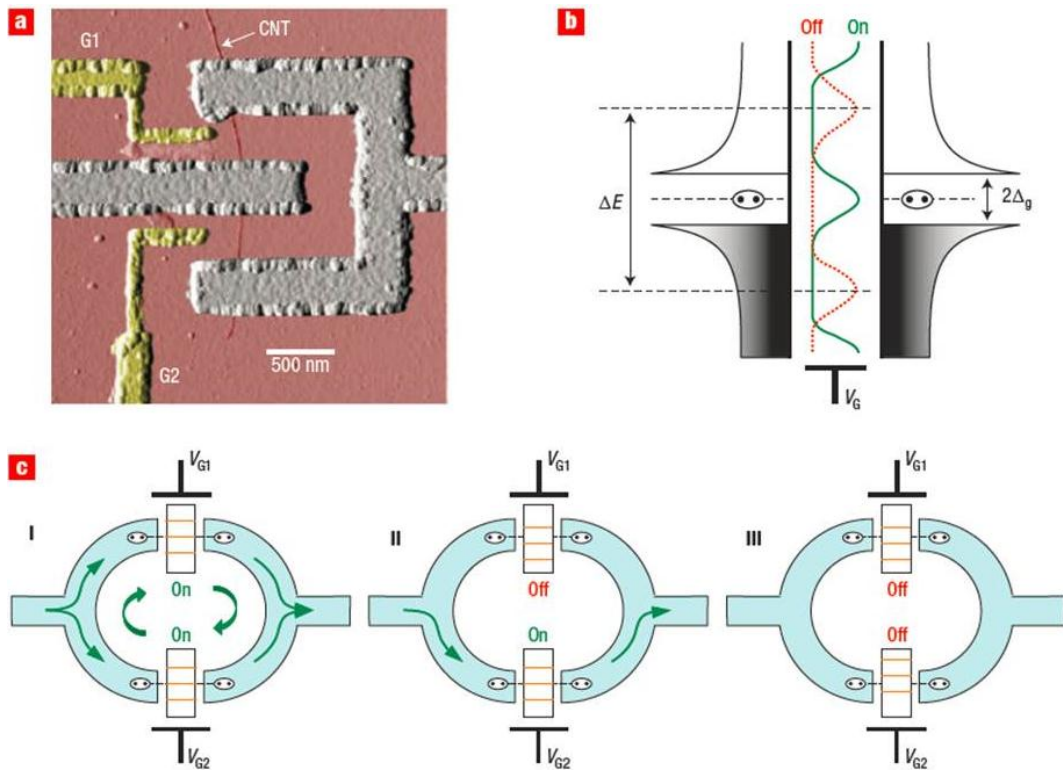 a
CNT
G1
G2
500 nm
b
Off On
ΔE
2Δg
VG
c
I
VG1
On
On
VG2
II
VG1
Off
On
VG2
III
VG1
Off
Off
VG2